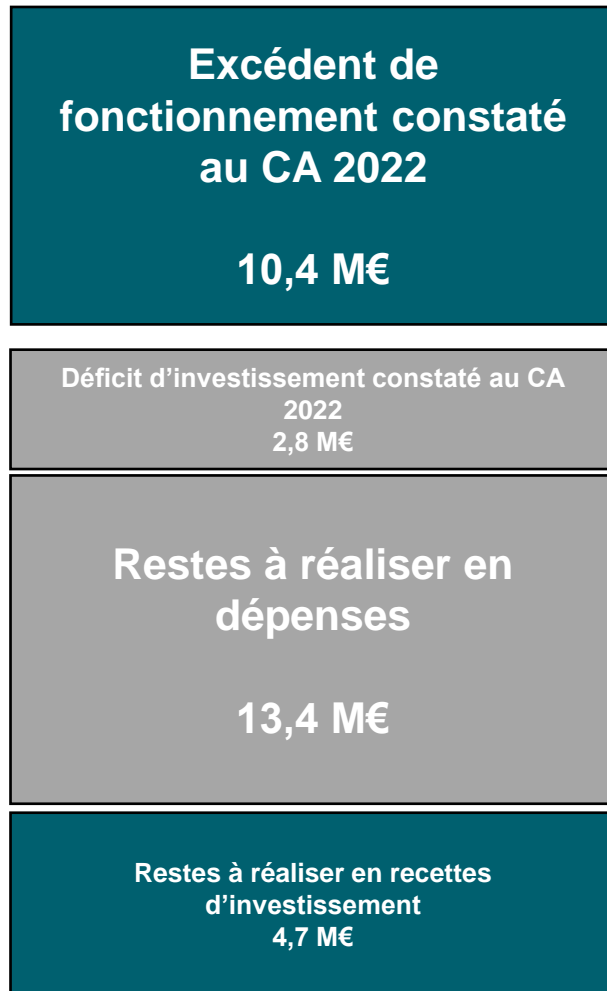 Excédent de
fonctionnement constaté
au CA 2022
10,4 M€
Déficit d’investissement constaté au CA
2022
2,8 M€
Restes à réaliser en
dépenses
13,4 M€
Restes à réaliser en recettes
d’investissement
4,7 M€